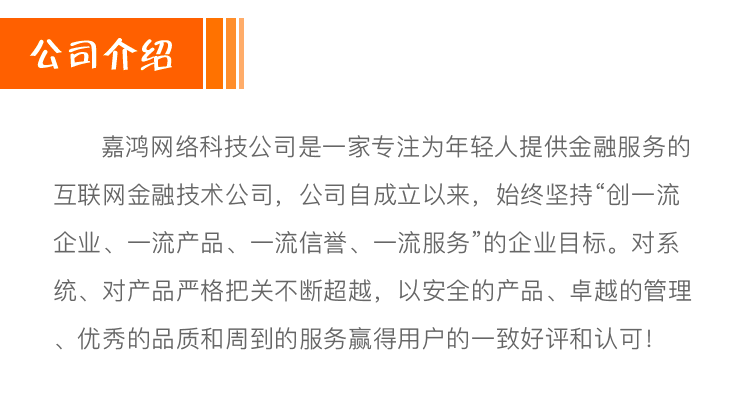 公司介绍
嘉鸿网络科技公司是一家专注为年轻人提供金融服务的
互联网金融技术公司，公司自成立以来，始终坚持“创一流
企业、一流产品、一流信誉、一流服务”的企业目标。对系
统、对产品严格把关不断超越，以安全的产品、卓越的管理
、优秀的品质和周到的服务赢得用户的一致好评和认可！